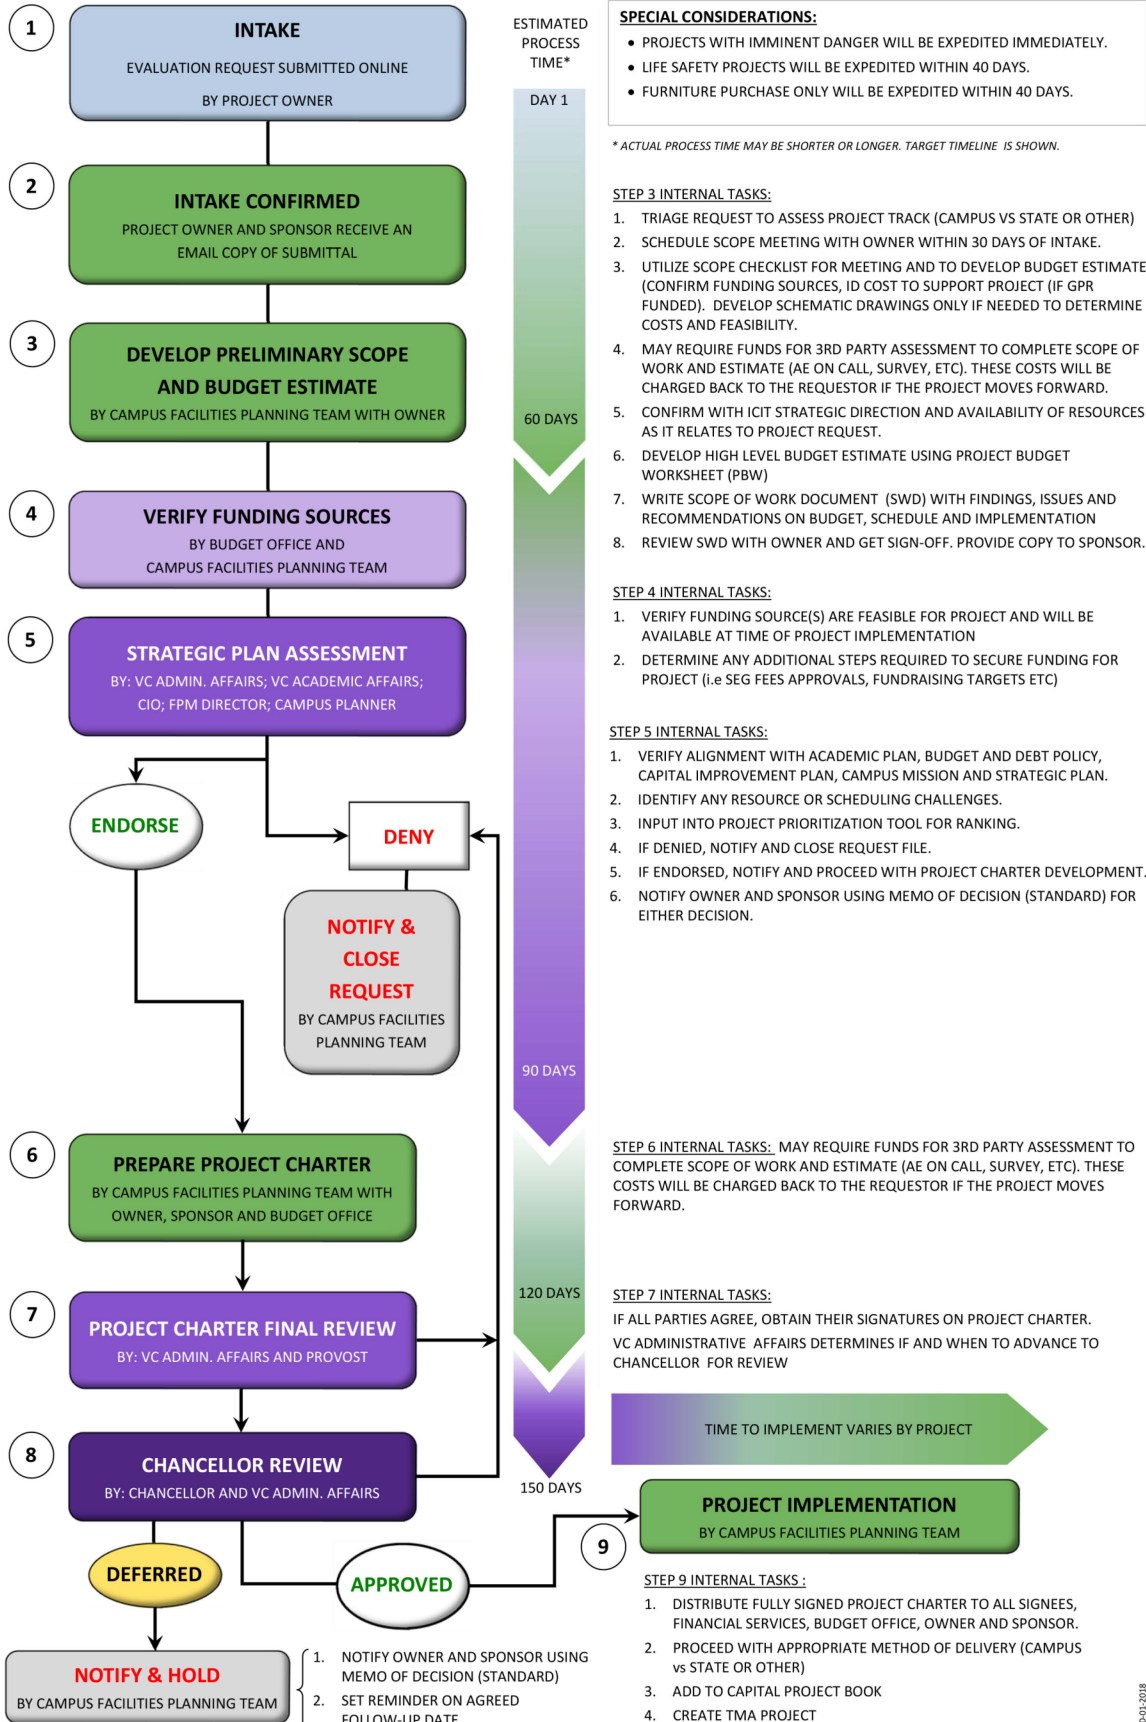 1
INTAKE
EVALUATION REQUEST SUBMITTED ONLINE
BY PROJECT OWNER
2
INTAKE CONFIRMED
PROJECT OWNER AND SPONSOR RECEIVE AN
EMAIL COPY OF SUBMITTAL
3
DEVELOP PRELIMINARY SCOPE
AND BUDGET ESTIMATE
BY CAMPUS FACILITIES PLANNING TEAM WITH OWNER
4
VERIFY FUNDING SOURCES
BY BUDGET OFFICE AND
CAMPUS FACILITIES PLANNING TEAM
5
STRATEGIC PLAN ASSESSMENT
BY: VC ADMIN. AFFAIRS; VC ACADEMIC AFFAIRS;
CIO; FPM DIRECTOR; CAMPUS PLANNER
ENDORSE
DENY
NOTIFY &
CLOSE
REQUEST
BY CAMPUS FACILITIES
PLANNING TEAM
6
PREPARE PROJECT CHARTER
BY CAMPUS FACILITIES PLANNING TEAM WITH
OWNER, SPONSOR AND BUDGET OFFICE
7
PROJECT CHARTER FINAL REVIEW
BY: VC ADMIN. AFFAIRS AND PROVOST
8
CHANCELLOR REVIEW
BY: CHANCELLOR AND VC ADMIN. AFFAIRS
DEFERRED
APPROVED
NOTIFY & HOLD
BY CAMPUS FACILITIES PLANNING TEAM
1. NOTIFY OWNER AND SPONSOR USING
MEMO OF DECISION (STANDARD)
2. SET REMINDER ON AGREED
FOLLOW-UP DATE
ESTIMATED
PROCESS
TIME*
DAY 1
60 DAYS
90 DAYS
120 DAYS
150 DAYS
SPECIAL CONSIDERATIONS:
• PROJECTS WITH IMMINENT DANGER WILL BE EXPEDITED IMMEDIATELY.
• LIFE SAFETY PROJECTS WILL BE EXPEDITED WITHIN 40 DAYS.
• FURNITURE PURCHASE ONLY WILL BE EXPEDITED WITHIN 40 DAYS.
* ACTUAL PROCESS TIME MAY BE SHORTER OR LONGER. TARGET TIMELINE IS SHOWN.
STEP 3 INTERNAL TASKS:
1. TRIAGE REQUEST TO ASSESS PROJECT TRACK (CAMPUS VS STATE OR OTHER)
2. SCHEDULE SCOPE MEETING WITH OWNER WITHIN 30 DAYS OF INTAKE.
3. UTILIZE SCOPE CHECKLIST FOR MEETING AND TO DEVELOP BUDGET ESTIMATE
(CONFIRM FUNDING SOURCES, ID COST TO SUPPORT PROJECT (IF GPR
FUNDED). DEVELOP SCHEMATIC DRAWINGS ONLY IF NEEDED TO DETERMINE
COSTS AND FEASIBILITY.
4. MAY REQUIRE FUNDS FOR 3RD PARTY ASSESSMENT TO COMPLETE SCOPE OF
WORK AND ESTIMATE (AE ON CALL, SURVEY, ETC). THESE COSTS WILL BE
CHARGED BACK TO THE REQUESTOR IF THE PROJECT MOVES FORWARD.
5. CONFIRM WITH ICIT STRATEGIC DIRECTION AND AVAILABILITY OF RESOURCES
AS IT RELATES TO PROJECT REQUEST.
6. DEVELOP HIGH LEVEL BUDGET ESTIMATE USING PROJECT BUDGET
WORKSHEET (PBW)
7. WRITE SCOPE OF WORK DOCUMENT (SWD) WITH FINDINGS, ISSUES AND
RECOMMENDATIONS ON BUDGET, SCHEDULE AND IMPLEMENTATION
8. REVIEW SWD WITH OWNER AND GET SIGN-OFF. PROVIDE COPY TO SPONSOR.
STEP 4 INTERNAL TASKS:
1. VERIFY FUNDING SOURCE(S) ARE FEASIBLE FOR PROJECT AND WILL BE
AVAILABLE AT TIME OF PROJECT IMPLEMENTATION
2. DETERMINE ANY ADDITIONAL STEPS REQUIRED TO SECURE FUNDING FOR
PROJECT (i.e SEG FEES APPROVALS, FUNDRAISING TARGETS ETC)
STEP 5 INTERNAL TASKS:
1. VERIFY ALIGNMENT WITH ACADEMIC PLAN, BUDGET AND DEBT POLICY,
CAPITAL IMPROVEMENT PLAN, CAMPUS MISSION AND STRATEGIC PLAN.
2. IDENTIFY ANY RESOURCE OR SCHEDULING CHALLENGES.
3. INPUT INTO PROJECT PRIORITIZATION TOOL FOR RANKING.
4. IF DENIED, NOTIFY AND CLOSE REQUEST FILE.
5. IF ENDORSED, NOTIFY AND PROCEED WITH PROJECT CHARTER DEVELOPMENT.
6. NOTIFY OWNER AND SPONSOR USING MEMO OF DECISION (STANDARD) FOR
EITHER DECISION.
STEP 6 INTERNAL TASKS: MAY REQUIRE FUNDS FOR 3RD PARTY ASSESSMENT TO
COMPLETE SCOPE OF WORK AND ESTIMATE (AE ON CALL, SURVEY, ETC). THESE
COSTS WILL BE CHARGED BACK TO THE REQUESTOR IF THE PROJECT MOVES
FORWARD.
STEP 7 INTERNAL TASKS:
IF ALL PARTIES AGREE, OBTAIN THEIR SIGNATURES ON PROJECT CHARTER.
VC ADMINISTRATIVE AFFAIRS DETERMINES IF AND WHEN TO ADVANCE TO
CHANCELLOR FOR REVIEW
TIME TO IMPLEMENT VARIES BY PROJECT
9
PROJECT IMPLEMENTATION
BY CAMPUS FACILITIES PLANNING TEAM
STEP 9 INTERNAL TASKS :
1. DISTRIBUTE FULLY SIGNED PROJECT CHARTER TO ALL SIGNEES,
FINANCIAL SERVICES, BUDGET OFFICE, OWNER AND SPONSOR.
2. PROCEED WITH APPROPRIATE METHOD OF DELIVERY (CAMPUS
vs STATE OR OTHER)
3. ADD TO CAPITAL PROJECT BOOK
4. CREATE TMA PROJECT